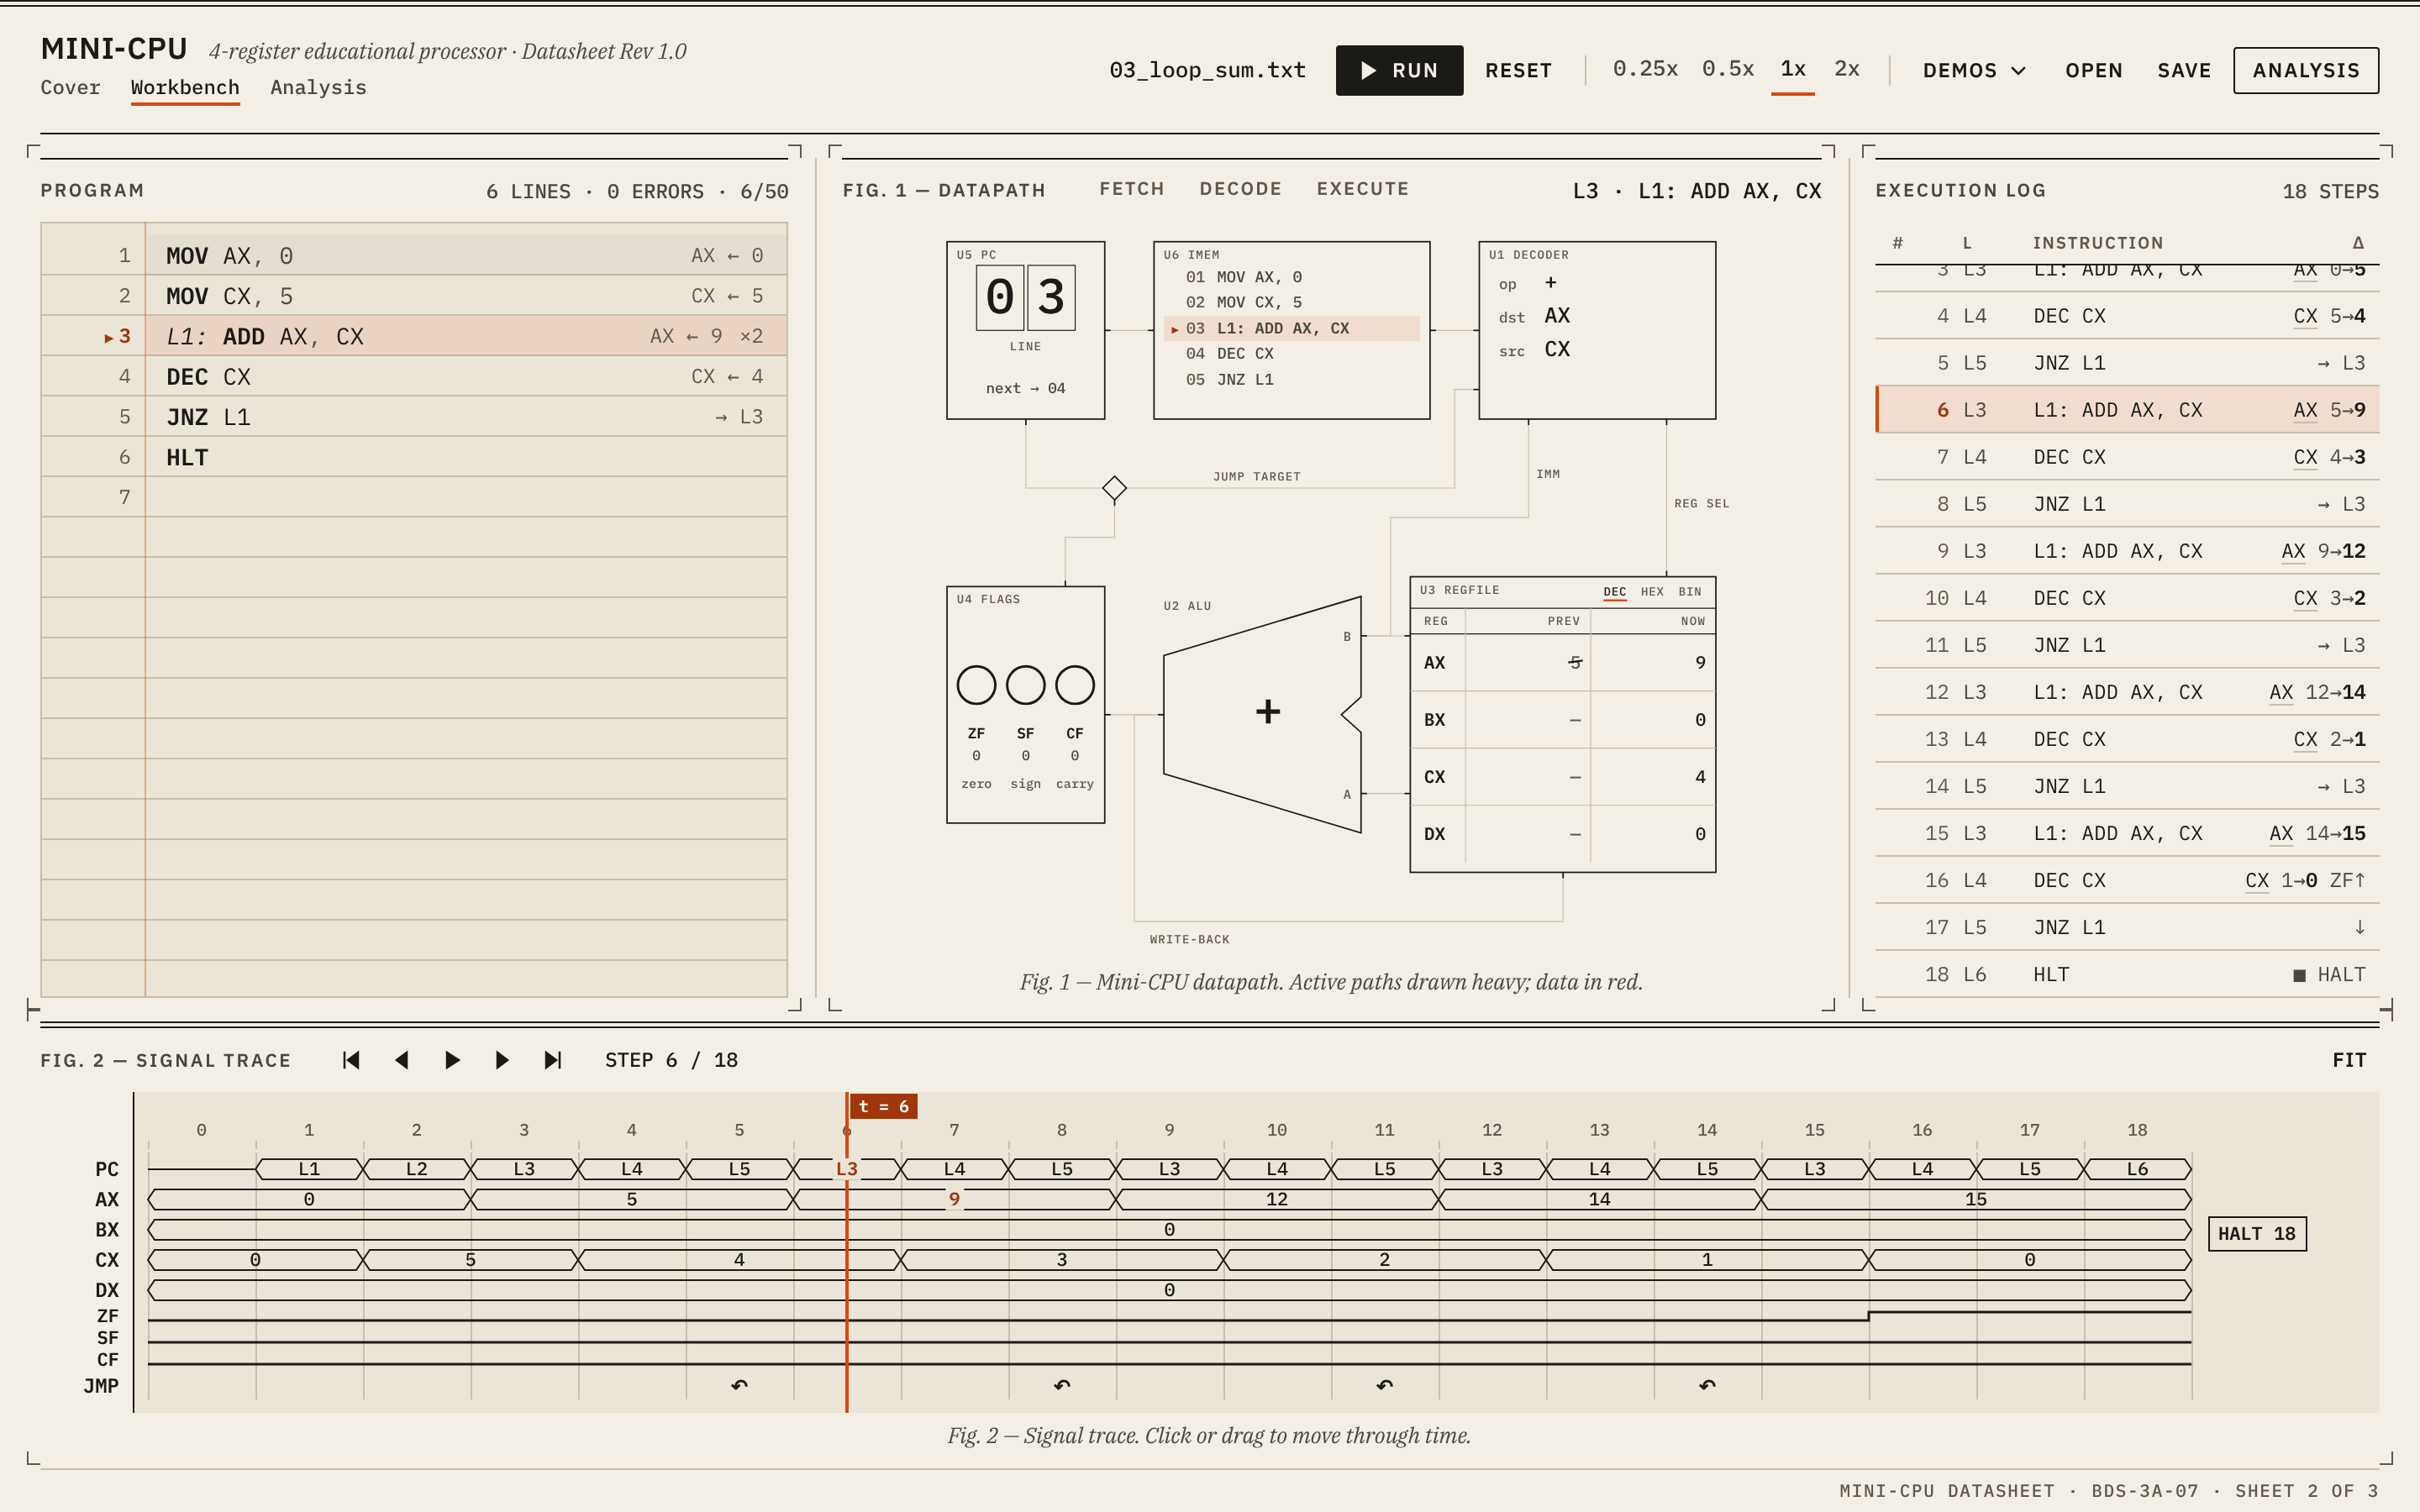 MINI-CPU 4-register educational processor · Datasheet Rev 1.0
Cover Workbench Analysis
03_loop_sum.txt ▶ RUN RESET 0.25x 0.5x 1x 2x DEMOS OPEN SAVE ANALYSIS
PROGRAM 6 LINES · 0 ERRORS · 6/50
1 MOV AX, 0 AX ← 0
2 MOV CX, 5 CX ← 5
▸3 L1: ADD AX, CX AX ← 9 ×2
4 DEC CX CX ← 4
5 JNZ L1 → L3
6 HLT
7
FIG. 1 — DATAPATH FETCH DECODE EXECUTE L3 · L1: ADD AX, CX
U5 PC
0 3
LINE
next → 04
U6 IMEM
01 MOV AX, 0
02 MOV CX, 5
▸ 03 L1: ADD AX, CX
04 DEC CX
05 JNZ L1
U1 DECODER
op +
dst AX
src CX
JUMP TARGET
IMM
REG SEL
U4 FLAGS
ZF SF CF
0 0 0
zero sign carry
U2 ALU
B
+
A
U3 REGFILE DEC HEX BIN
REG PREV NOW
AX 5 9
BX — 0
CX — 4
DX — 0
WRITE-BACK
Fig. 1 — Mini-CPU datapath. Active paths drawn heavy; data in red.
EXECUTION LOG 18 STEPS
# L INSTRUCTION Δ
3 L3 L1: ADD AX, CX AX 0→5
4 L4 DEC CX CX 5→4
5 L5 JNZ L1 → L3
6 L3 L1: ADD AX, CX AX 5→9
7 L4 DEC CX CX 4→3
8 L5 JNZ L1 → L3
9 L3 L1: ADD AX, CX AX 9→12
10 L4 DEC CX CX 3→2
11 L5 JNZ L1 → L3
12 L3 L1: ADD AX, CX AX 12→14
13 L4 DEC CX CX 2→1
14 L5 JNZ L1 → L3
15 L3 L1: ADD AX, CX AX 14→15
16 L4 DEC CX CX 1→0 ZF↑
17 L5 JNZ L1 ↓
18 L6 HLT ■ HALT
FIG. 2 — SIGNAL TRACE STEP 6 / 18 FIT
t = 6
0 1 2 3 4 5 6 7 8 9 10 11 12 13 14 15 16 17 18
PC L1 L2 L3 L4 L5 L3 L4 L5 L3 L4 L5 L3 L4 L5 L3 L4 L5 L6
AX 0 5 9 12 14 15
BX 0
HALT 18
CX 0 5 4 3 2 1 0
DX 0
ZF
SF
CF
JMP ↶ ↶ ↶ ↶
Fig. 2 — Signal trace. Click or drag to move through time.
MINI-CPU DATASHEET · BDS-3A-07 · SHEET 2 OF 3